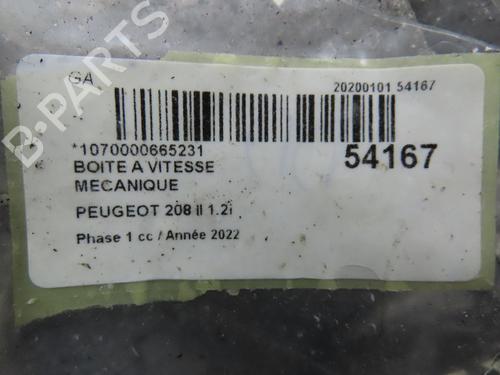 GA
20200101 54167
*1070000665231
54167
BOITE A VITESSE
MECANIQUE
PEUGEOT 208 II 1.2i
Phase 1 cc / Année 2022
B-PARTS